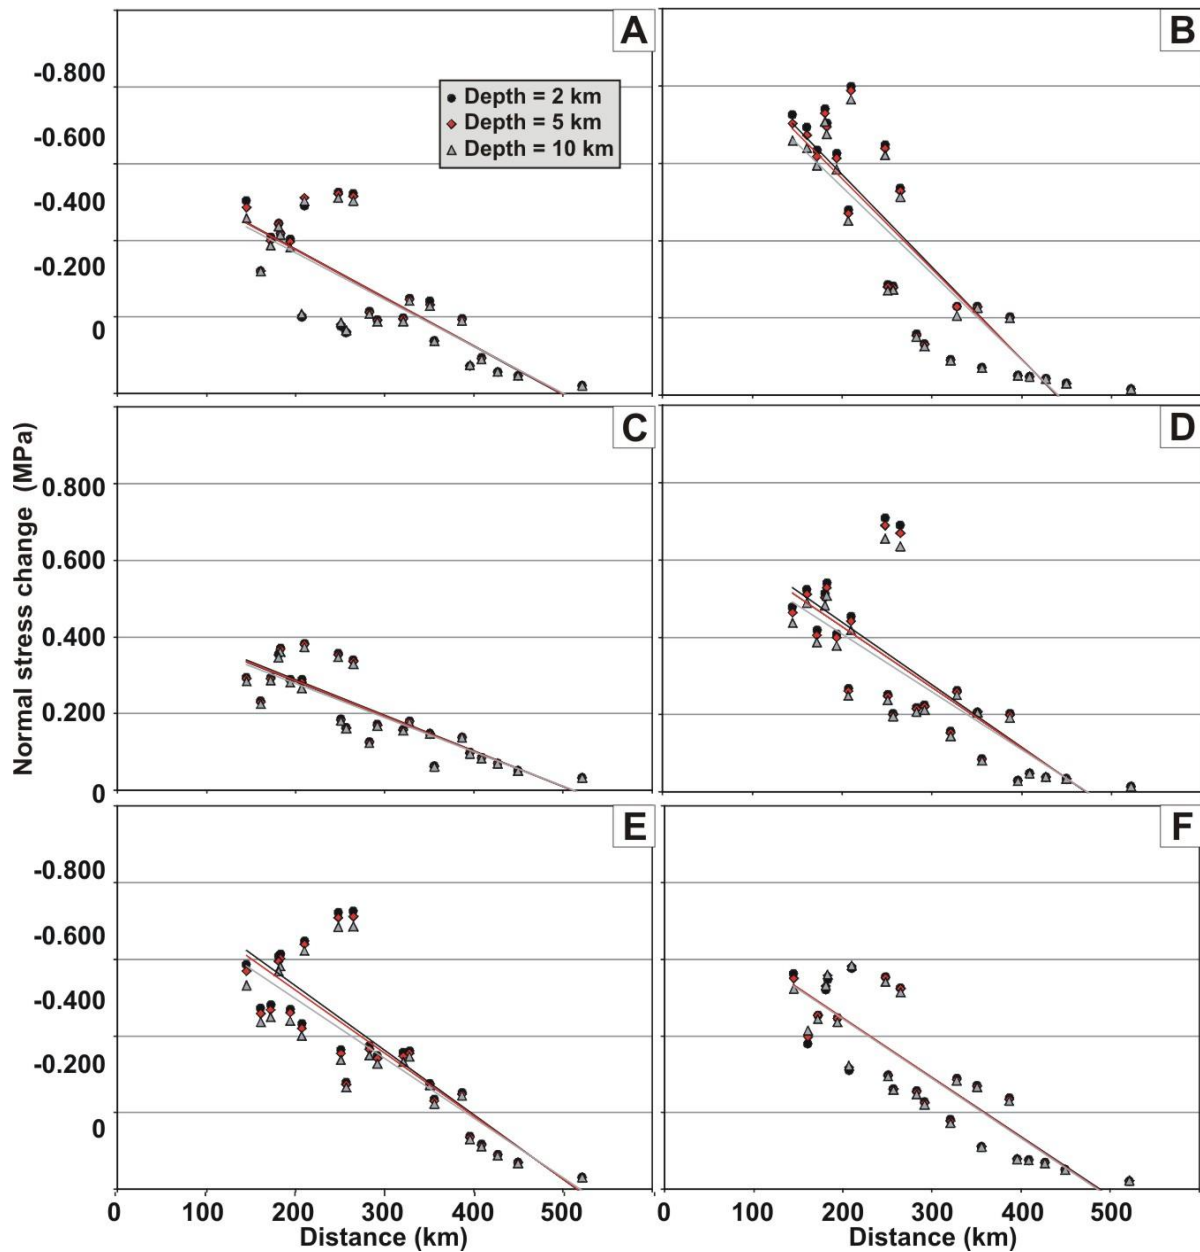 A
B
-0.800
-0.600
-0.400
-0.200
0
Depth = 2 km
Depth = 5 km
Depth = 10 km
C
D
Normal stress change (MPa)
0.800
0.600
0.400
0.200
0
E
F
-0.800
-0.600
-0.400
-0.200
0
0 100 200 300 400 500 0 100 200 300 400 500
Distance (km) Distance (km)